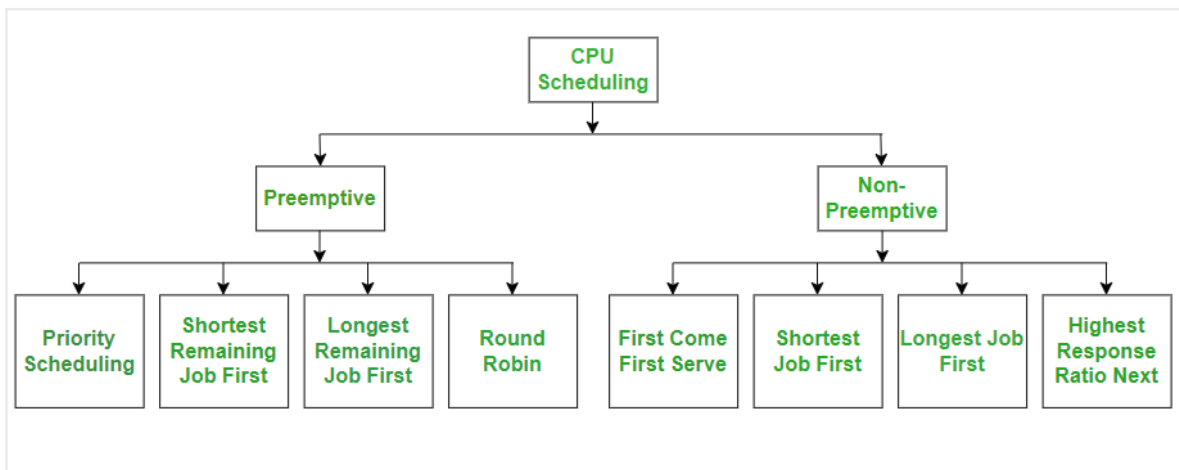 CPU
Scheduling
Preemptive
Non-
Preemptive
Priority
Scheduling
Shortest
Remaining
Job First
Longest
Remaining
Job First
Round
Robin
First Come
First Serve
Shortest
Job First
Longest Job
First
Highest
Response
Ratio Next